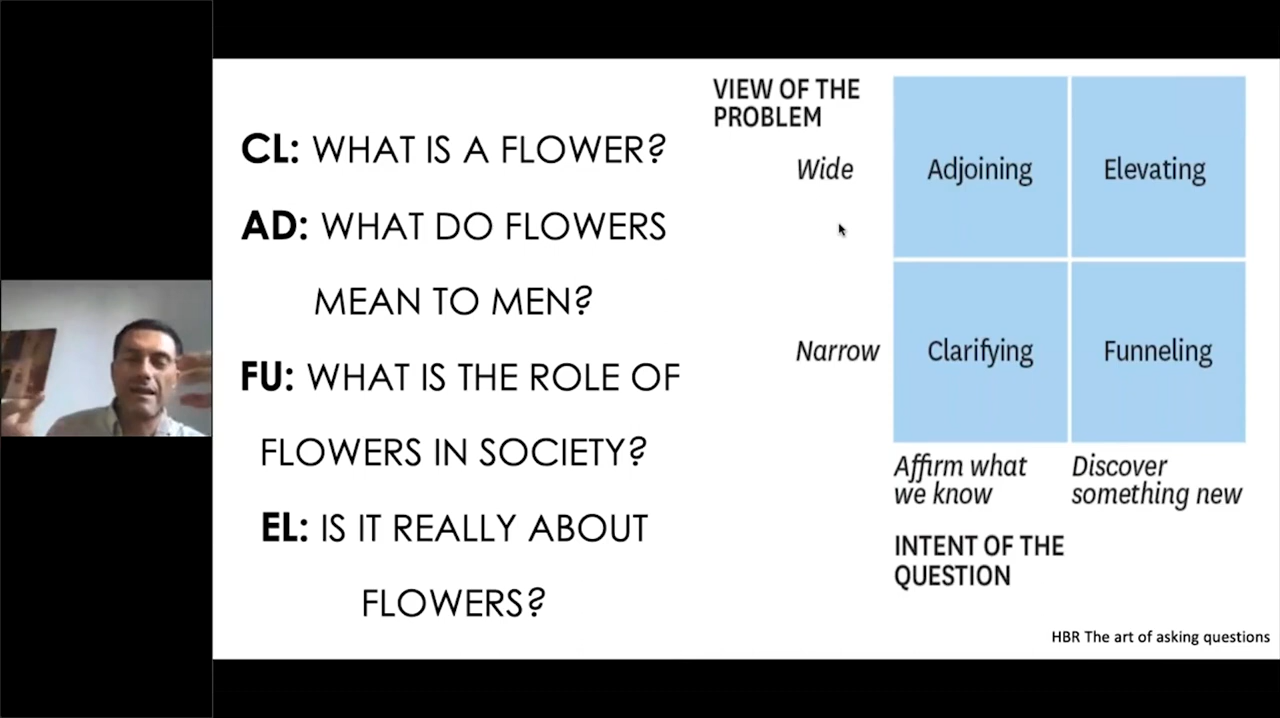 CL: WHAT IS A FLOWER?
AD: WHAT DO FLOWERS
MEAN TO MEN?
FU: WHAT IS THE ROLE OF
FLOWERS IN SOCIETY?
EL: IS IT REALLY ABOUT
FLOWERS?
VIEW OF THE
PROBLEM
Wide
Adjoining
Elevating
Narrow
Clarifying
Funneling
Affirm what
we know
Discover
something new
INTENT OF THE
QUESTION
HBR The art of asking questions